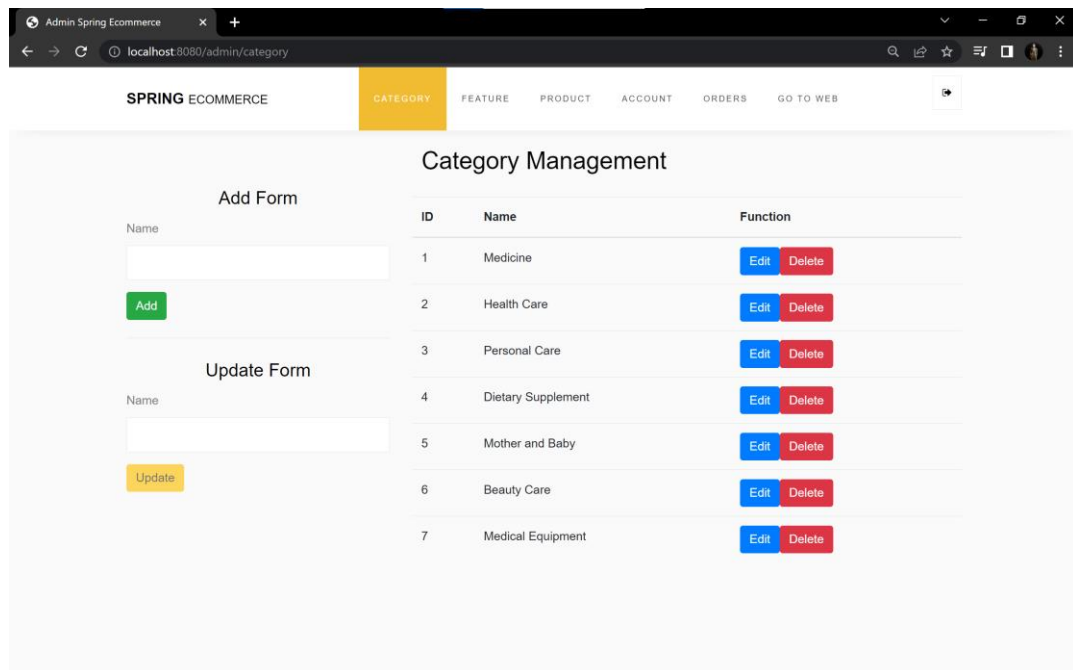 Admin Spring Ecommerce
localhost:8080/admin/category
SPRING ECOMMERCE
CATEGORY FEATURE PRODUCT ACCOUNT ORDERS GO TO WEB
Category Management
Add Form
Name
Add
Update Form
Name
Update
ID Name Function
1 Medicine Edit Delete
2 Health Care Edit Delete
3 Personal Care Edit Delete
4 Dietary Supplement Edit Delete
5 Mother and Baby Edit Delete
6 Beauty Care Edit Delete
7 Medical Equipment Edit Delete